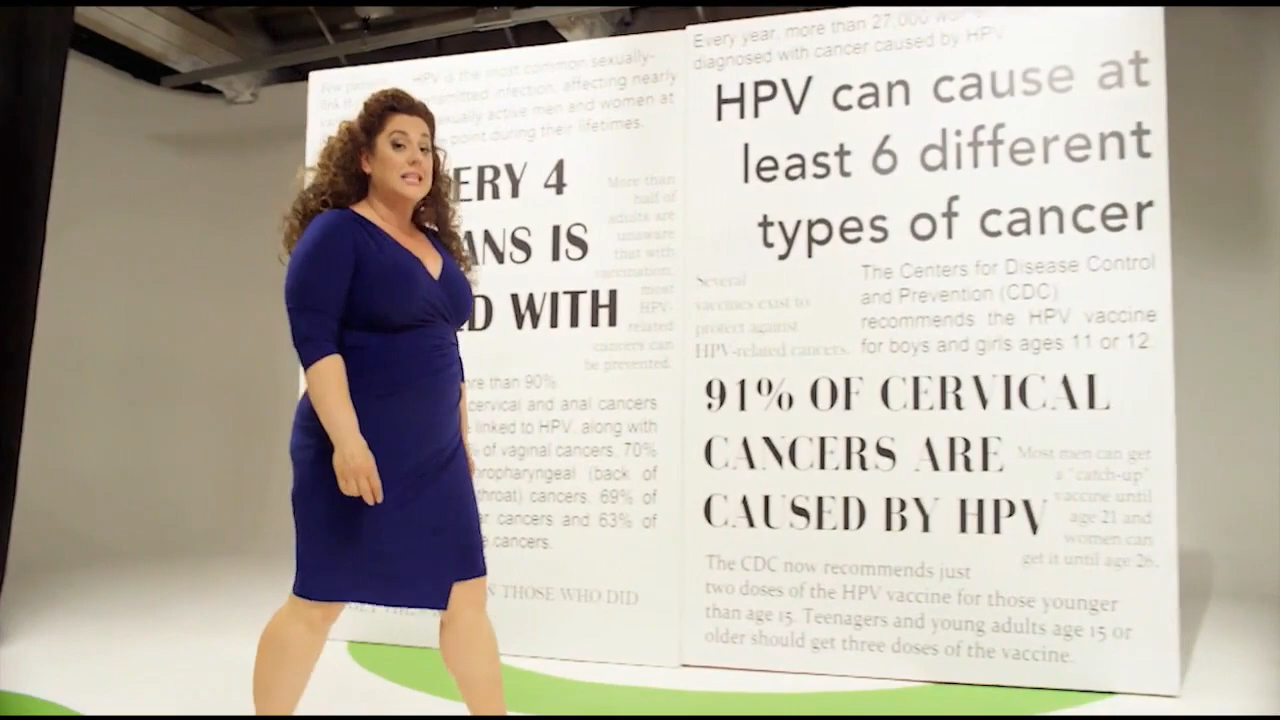 HPV is the most common sexually-
infection, affecting nearly
sexually active men and women at
point during their lifetimes.
ERY 4
ANS IS
D WITH
More than
half of
adults are
unaware
that with
vaccination,
most
HPV-
related
cancers can
be prevented.
re than 90%
cervical and anal cancers
linked to HPV, along with
of vaginal cancers, 70%
oropharyngeal (back of
throat) cancers, 69% of
cancers and 63% of
cancers.
THOSE WHO DID
Every year, more than 27,000
diagnosed with cancer caused by HPV
HPV can cause at
least 6 different
types of cancer
Several
vaccines exist to
protect against
HPV-related cancers.
The Centers for Disease Control
and Prevention (CDC)
recommends the HPV vaccine
for boys and girls ages 11 or 12.
91% OF CERVICAL
CANCERS ARE
CAUSED BY HPV
Most men can get
a "catch-up"
vaccine until
age 21 and
women can
get it until age 26.
The CDC now recommends just
two doses of the HPV vaccine for those younger
than age 15. Teenagers and young adults age 15 or
older should get three doses of the vaccine.